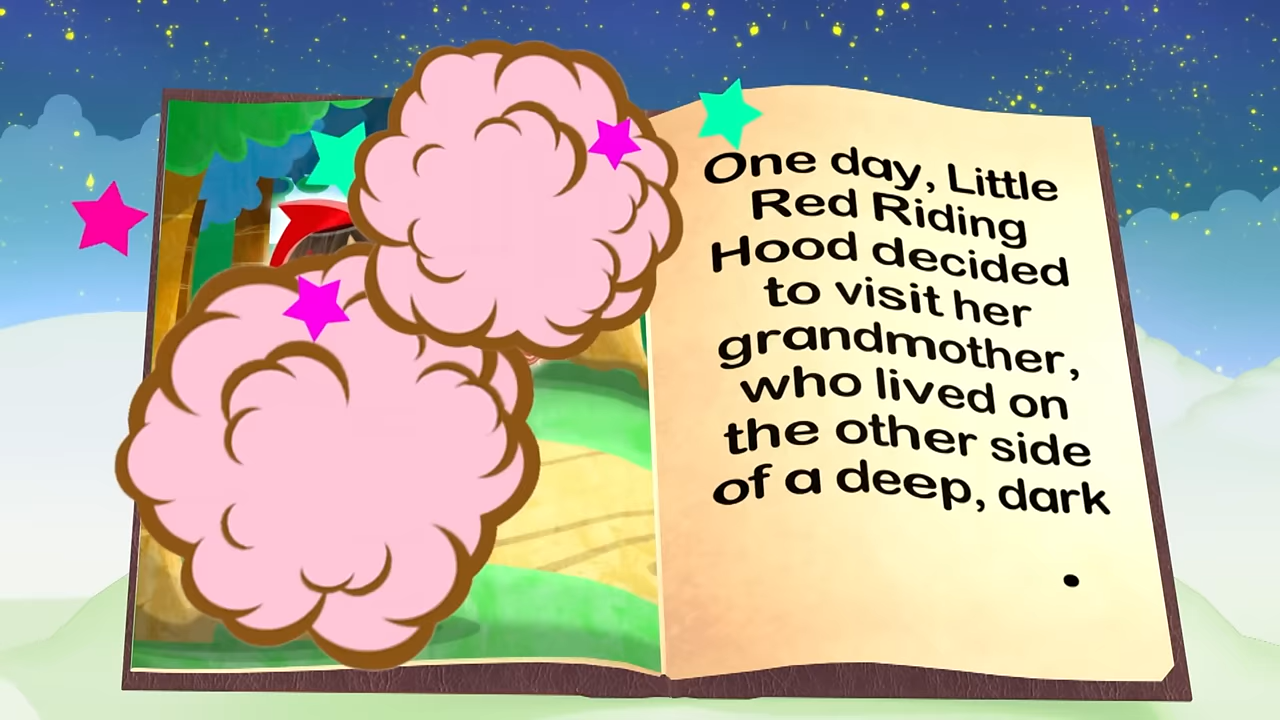 One day, Little
Red Riding
Hood decided
to visit her
grandmother,
who lived on
the other side
of a deep, dark
.